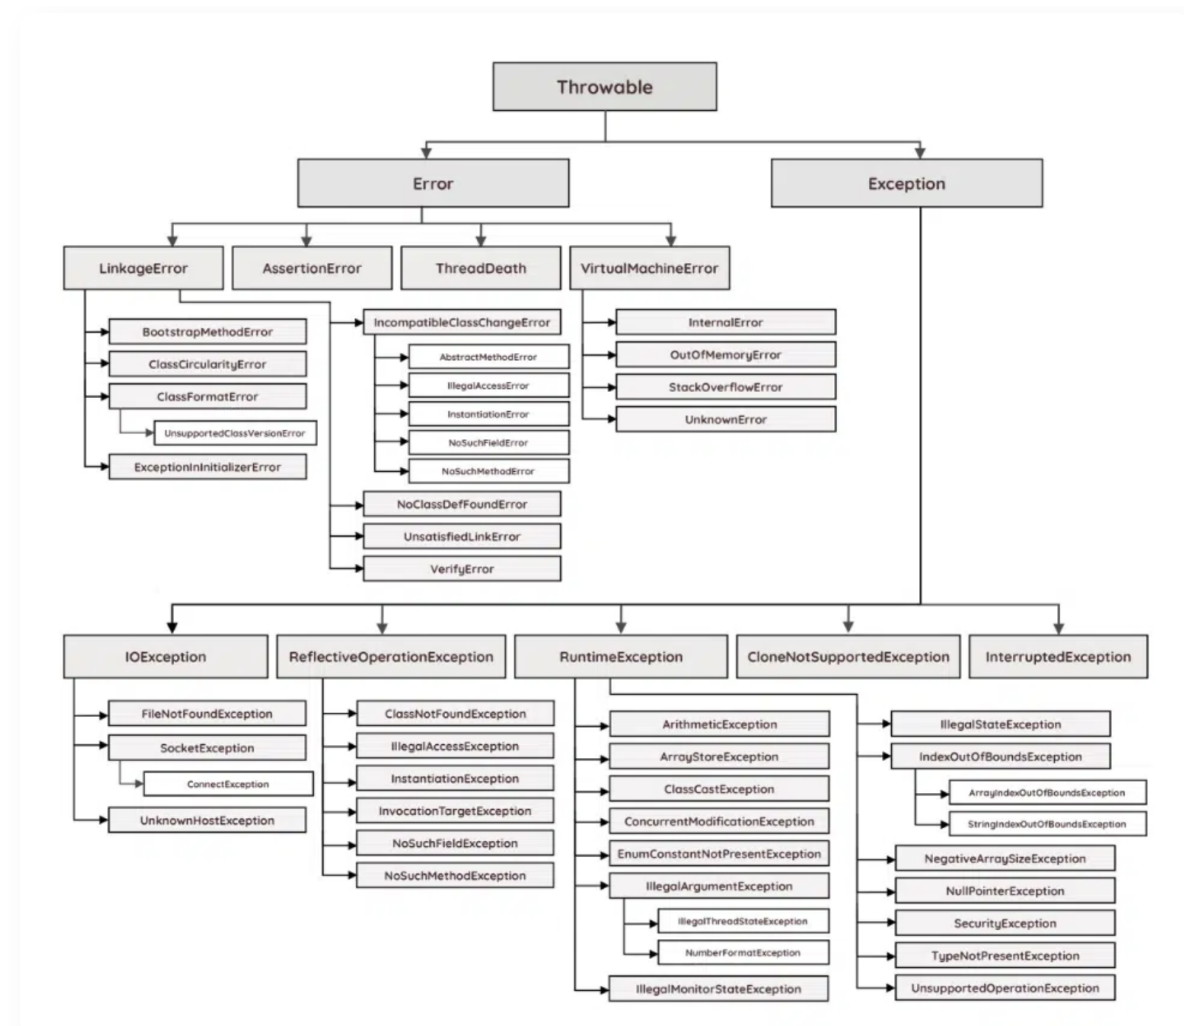 Throwable
Error
Exception
LinkageError
AssertionError
ThreadDeath
VirtualMachineError
BootstrapMethodError
ClassCircularityError
ClassFormatError
UnsupportedClassVersionError
ExceptionInInitializerError
IncompatibleClassChangeError
AbstractMethodError
IllegalAccessError
InstantiationError
NoSuchFieldError
NoSuchMethodError
NoClassDefFoundError
UnsatisfiedLinkError
VerifyError
InternalError
OutOfMemoryError
StackOverflowError
UnknownError
IOException
ReflectiveOperationException
RuntimeException
CloneNotSupportedException
InterruptedException
FileNotFoundException
SocketException
ConnectException
UnknownHostException
ClassNotFoundException
IllegalAccessException
InstantiationException
InvocationTargetException
NoSuchFieldException
NoSuchMethodException
ArithmeticException
ArrayStoreException
ClassCastException
ConcurrentModificationException
EnumConstantNotPresentException
IllegalArgumentException
IllegalThreadStateException
NumberFormatException
IllegalMonitorStateException
IllegalStateException
IndexOutOfBoundsException
ArrayIndexOutOfBoundsException
StringIndexOutOfBoundsException
NegativeArraySizeException
NullPointerException
SecurityException
TypeNotPresentException
UnsupportedOperationException